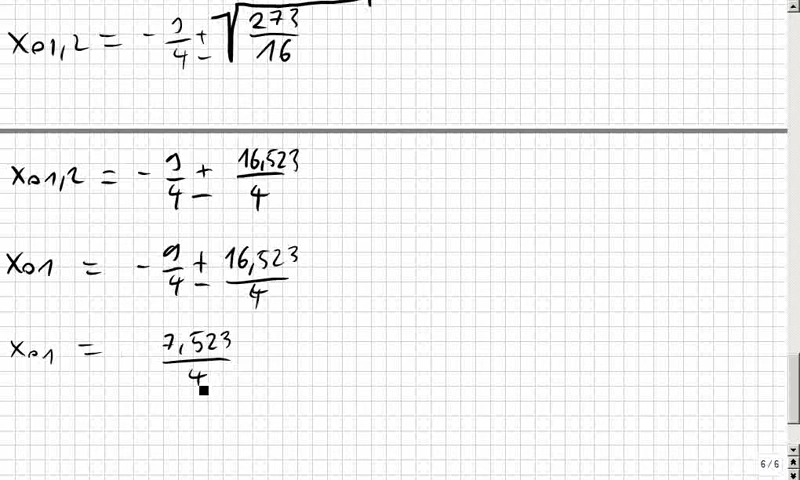 x₀₁,₂ = - 9/4 ± √(273/16)
x₀₁,₂ = - 9/4 ± 16,523/4
x₀₁ = - 9/4 ± 16,523/4
x₀₁ = 7,523/4
6/6